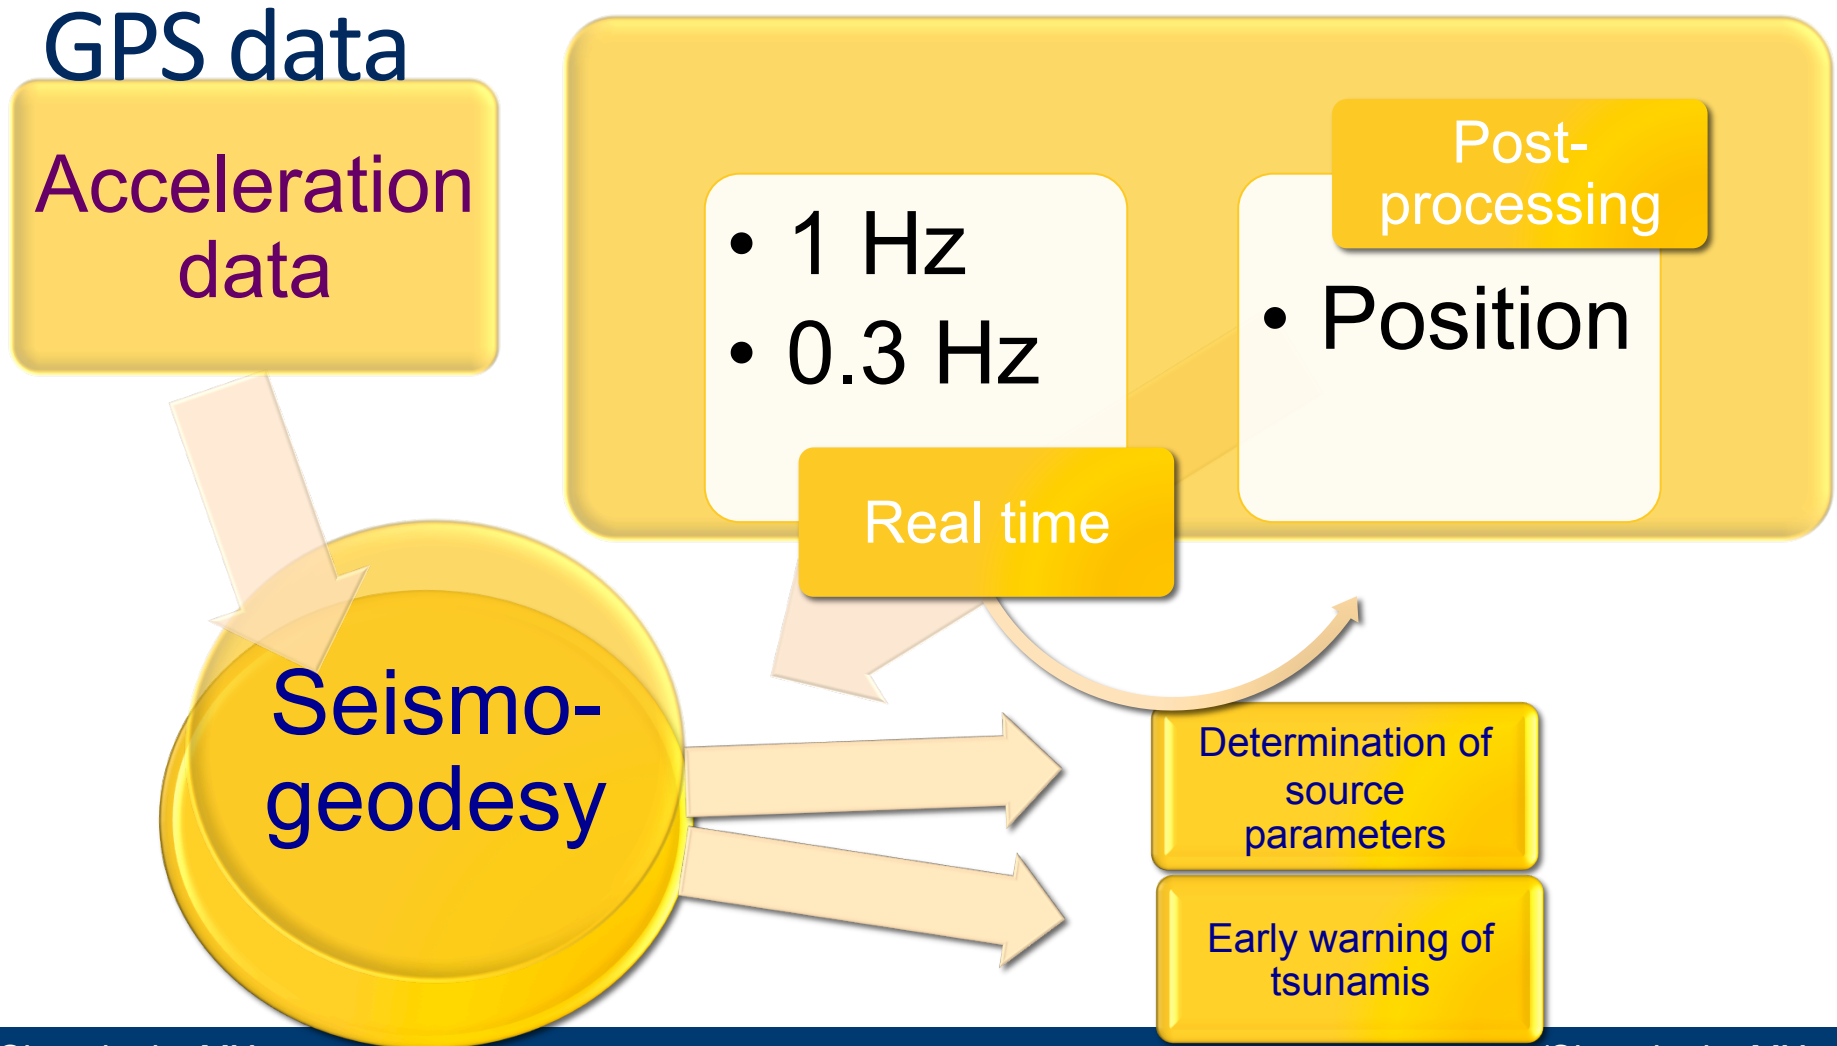 GPS data
Acceleration
data
• 1 Hz
• 0.3 Hz
Real time
Post-
processing
• Position
Seismo-
geodesy
Determination of
source
parameters
Early warning of
tsunamis